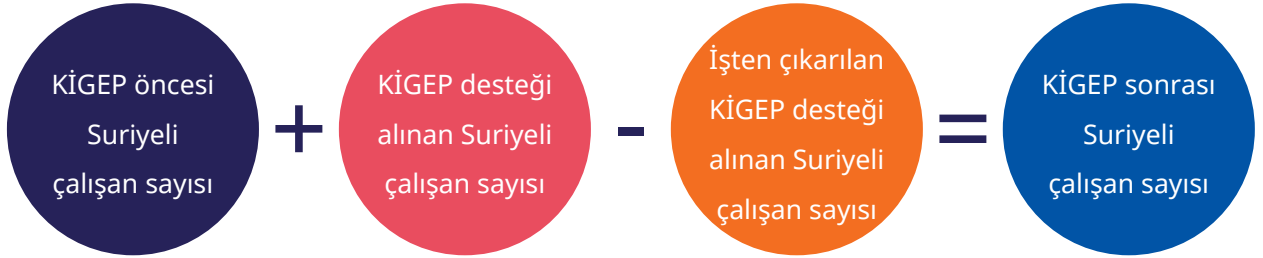 KİGEP öncesi
Suriyeli
çalışan sayısı
+
KİGEP desteği
alınan Suriyeli
çalışan sayısı
-
İşten çıkarılan
KİGEP desteği
alınan Suriyeli
çalışan sayısı
=
KİGEP sonrası
Suriyeli
çalışan sayısı